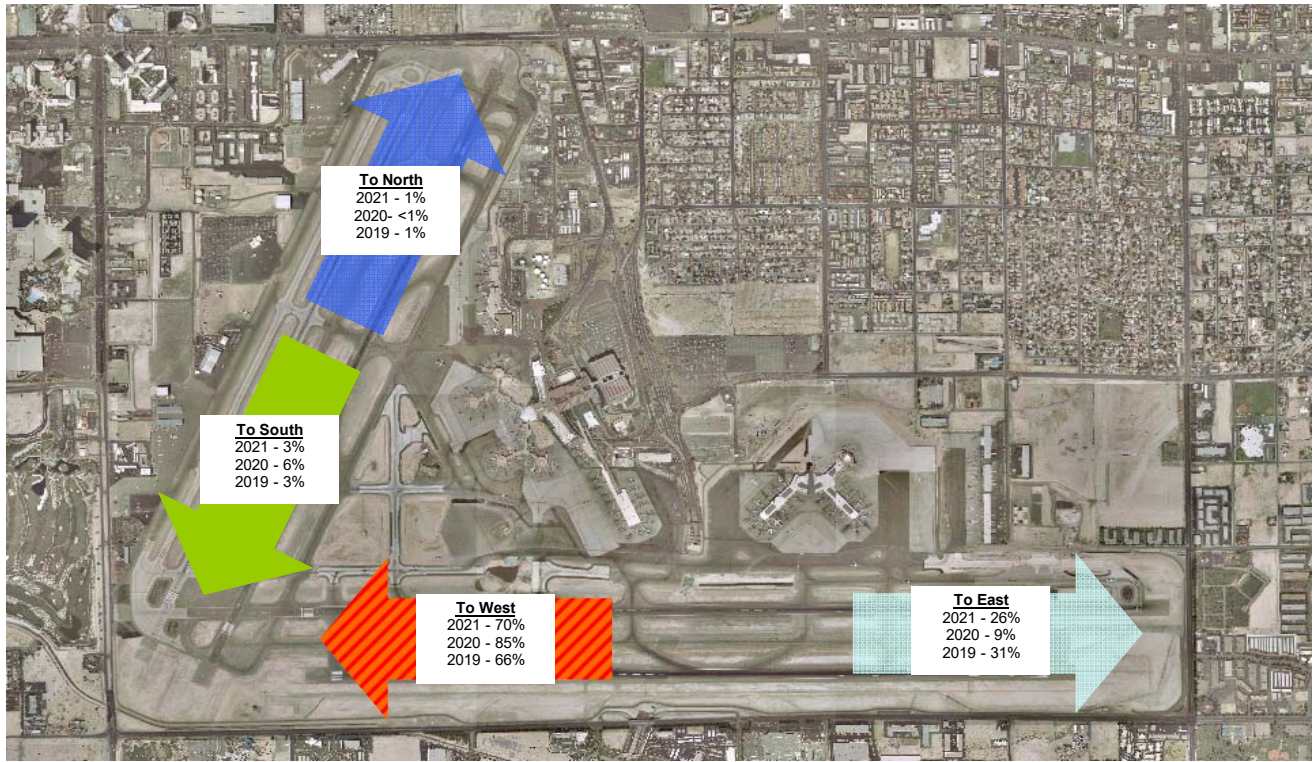 To North
2021 - 1%
2020- <1%
2019 - 1%
To South
2021 - 3%
2020 - 6%
2019 - 3%
To West
2021 - 70%
2020 - 85%
2019 - 66%
To East
2021 - 26%
2020 - 9%
2019 - 31%